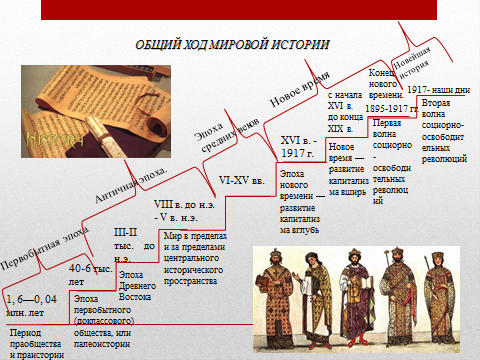 ОБЩИЙ ХОД МИРОВОЙ ИСТОРИИ
HISTORY
Первобытная эпоха
Античная эпоха.
Эпоха
средних веков
Новое время
Новейшая
история
1, 6—0, 04
млн. лет
Период
праобщества
и праистории
40-6 тыс.
лет
Эпоха
первобытного
(доклассового)
общества, или
палеоистории
III-II
тыс. до
н.э.
Эпоха
Древнего
Востока
VIII в. до н.э.
- V в. н.э.
Мир в пределах
и за пределами
центрального
исторического
пространства
VI-XV вв.
XVI в. -
1917 г.
Эпоха
нового
времени —
развитие
капитализ
ма вглубь
с начала
XVI в.
до конца
XIX в.
Новое
время —
развитие
капитализ
ма вширь
Конец
нового
времени.
1895-1917 гг.
Первая
волна
социорно
-
освободи
тельных
революц
ий
1917- наши дни
Вторая
волна
социорно-
освободит
ельных
революций